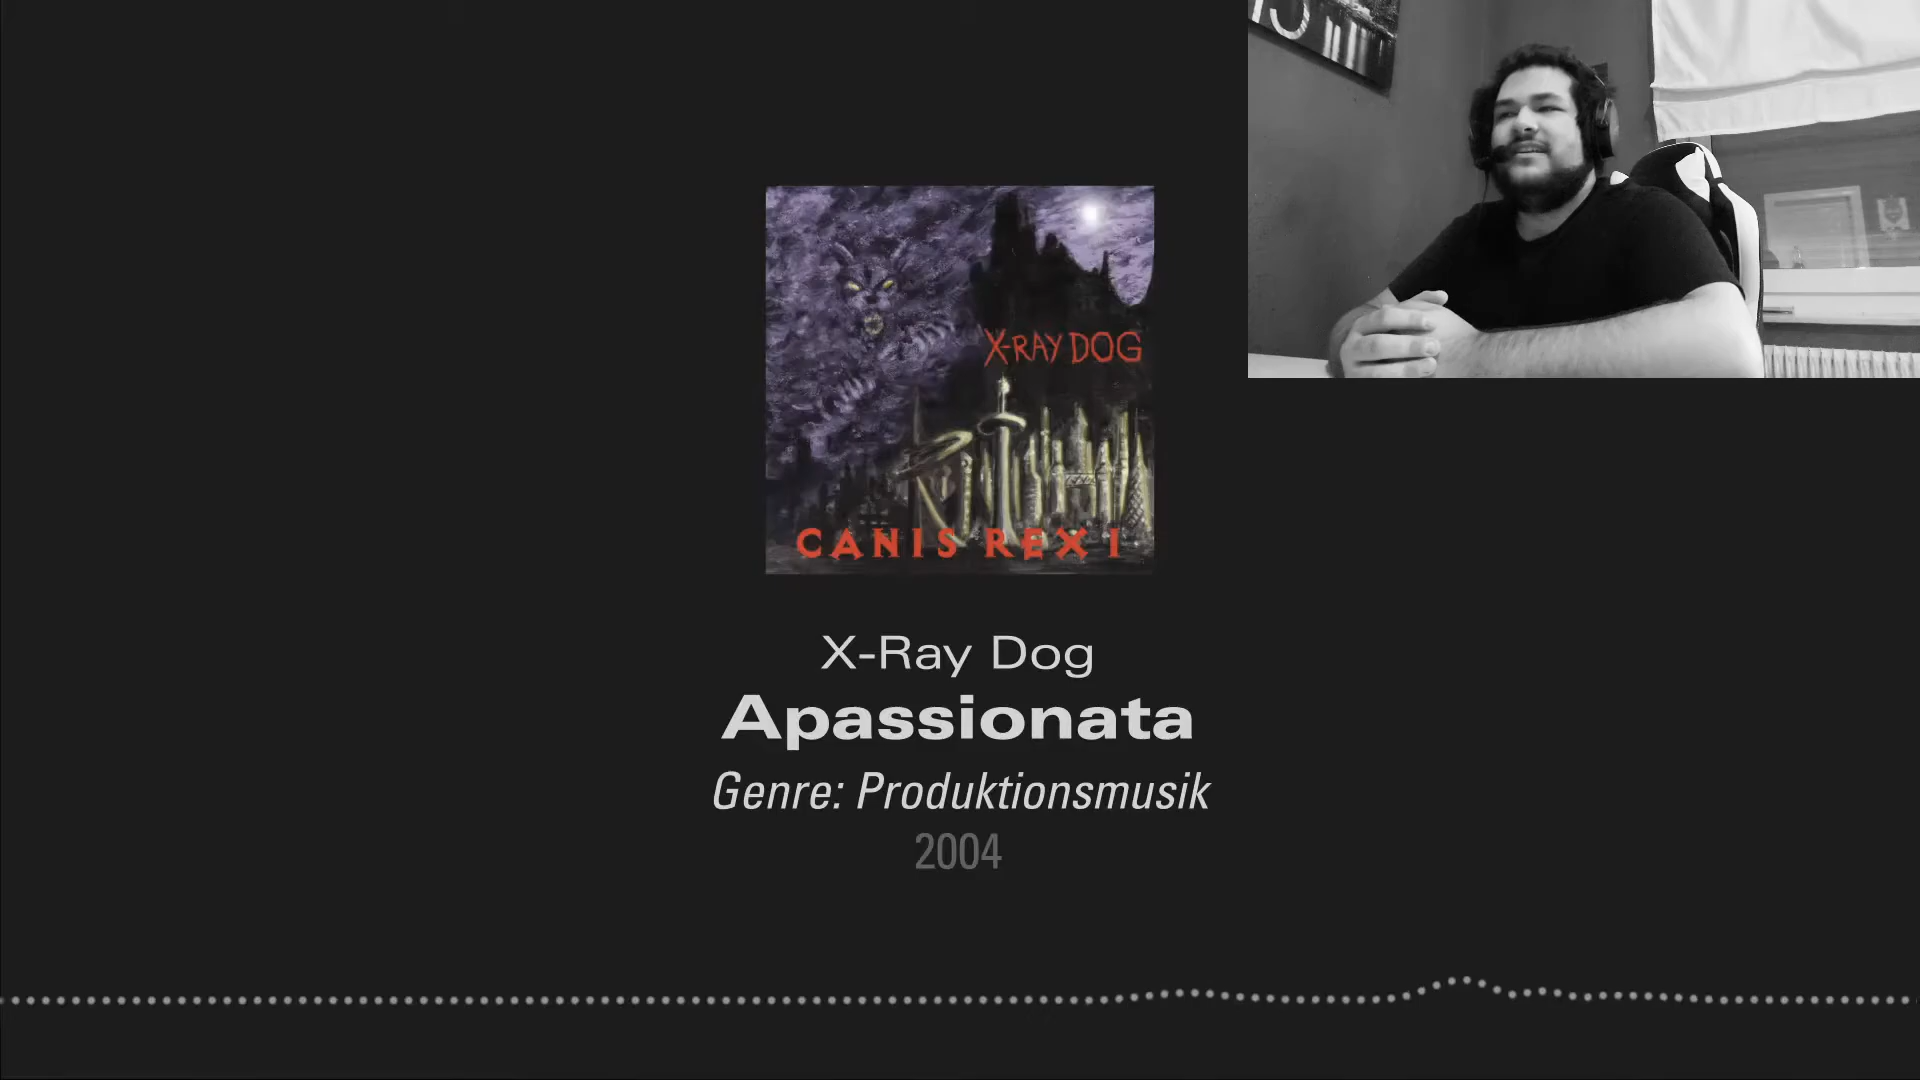 X-RAY DOG
CANIS REX I
X-Ray Dog
Apassionata
Genre: Produktionsmusik
2004